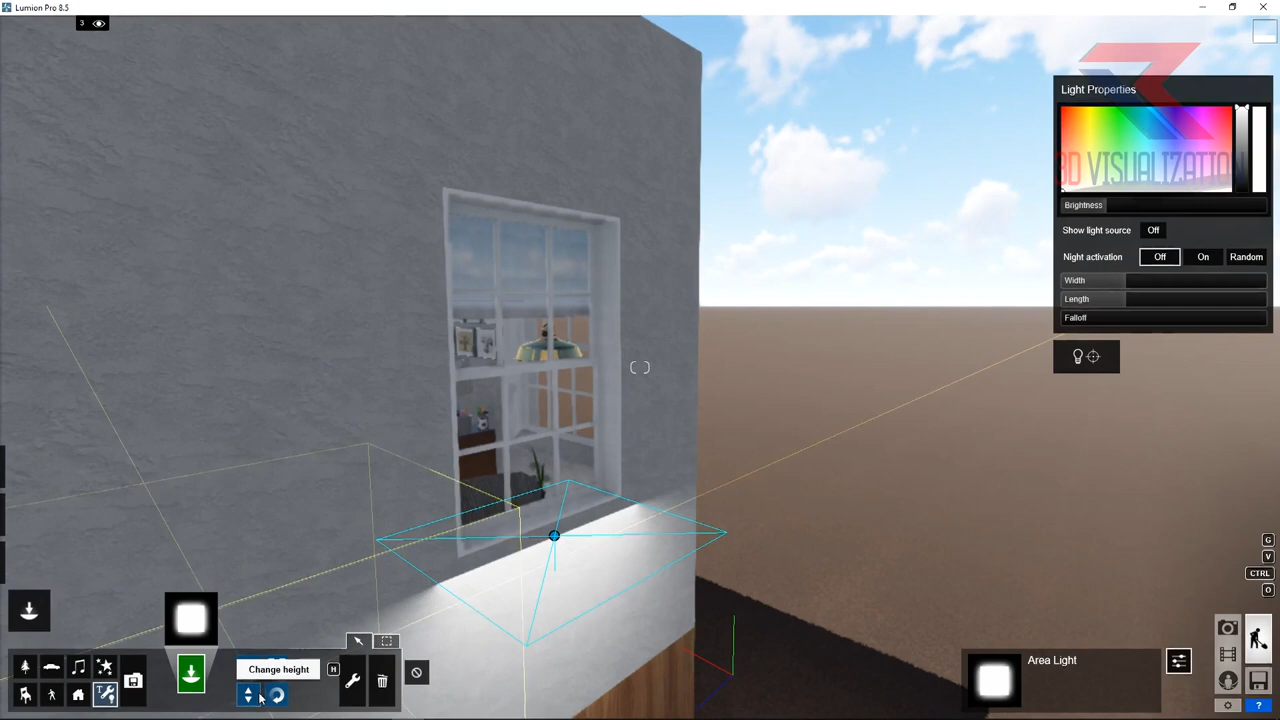 Lumion Pro 8.5
3
Light Properties
3D VISUALIZATION
Brightness
Show light source Off
Night activation Off On Random
Width
Length
Falloff
G
V
CTRL
O
Change height H
Area Light
?